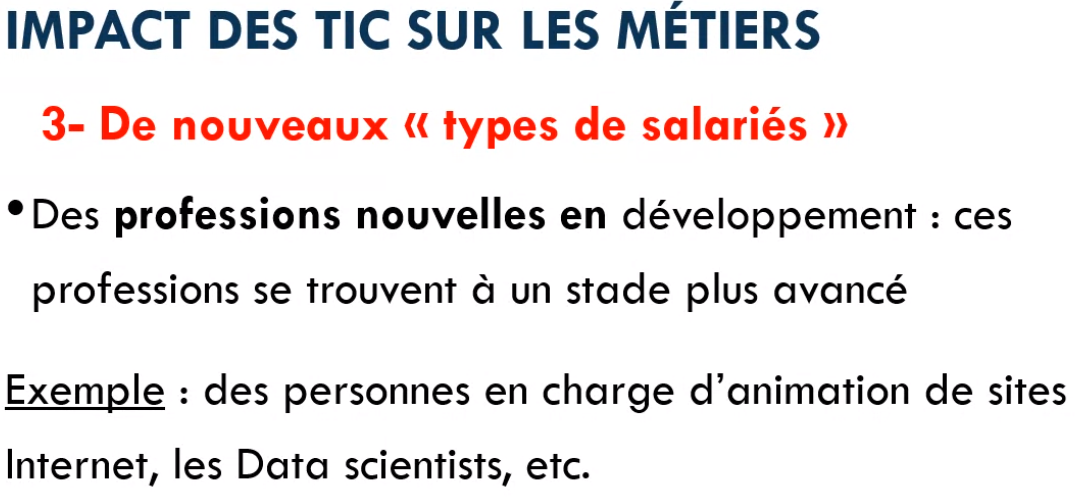 IMPACT DES TIC SUR LES MÉTIERS
3- De nouveaux « types de salariés »
•Des professions nouvelles en développement : ces
professions se trouvent à un stade plus avancé
Exemple : des personnes en charge d’animation de sites
Internet, les Data scientists, etc.